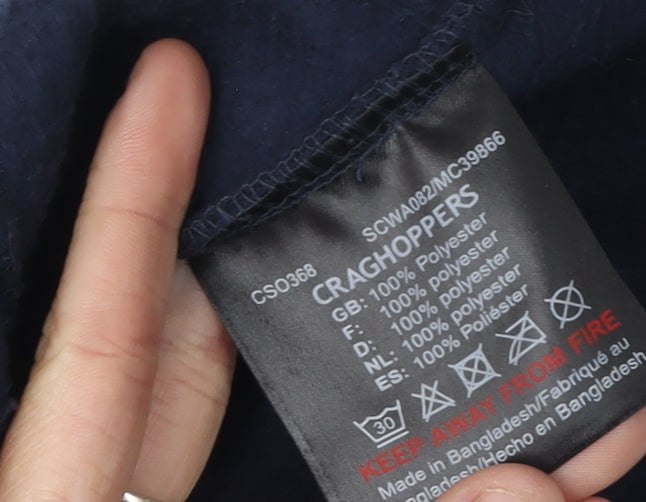 SCWA082/MC39866
CSO368
CRAGHOPPERS
GB: 100% Polyester
F: 100% polyester
D: 100% polyester
NL: 100% polyester
ES: 100% Poliéster
30
KEEP AWAY FROM FIRE
Made in Bangladesh/Fabriqué au
ngladesh/Hecho en Bangladesh